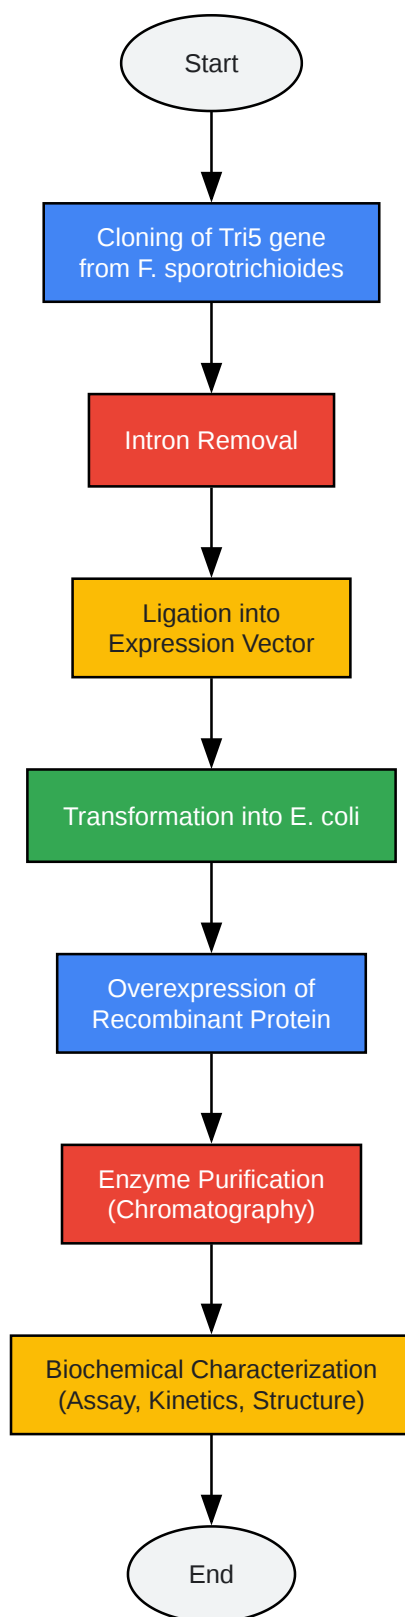 Start
Cloning of Tri5 gene
from F. sporotrichioides
Intron Removal
Ligation into
Expression Vector
Transformation into E. coli
Overexpression of
Recombinant Protein
Enzyme Purification
(Chromatography)
Biochemical Characterization
(Assay, Kinetics, Structure)
End